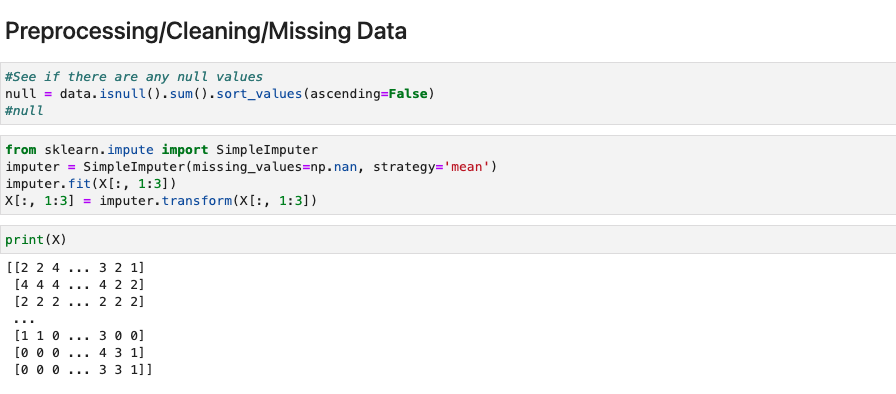 Preprocessing/Cleaning/Missing Data
#See if there are any null values
null = data.isnull().sum().sort_values(ascending=False)
#null
from sklearn.impute import SimpleImputer
imputer = SimpleImputer(missing_values=np.nan, strategy='mean')
imputer.fit(X[:, 1:3])
X[:, 1:3] = imputer.transform(X[:, 1:3])
print(X)
[[2 2 4 ... 3 2 1]
 [4 4 4 ... 4 2 2]
 [2 2 2 ... 2 2 2]
 ...
 [1 1 0 ... 3 0 0]
 [0 0 0 ... 4 3 1]
 [0 0 0 ... 3 3 1]]